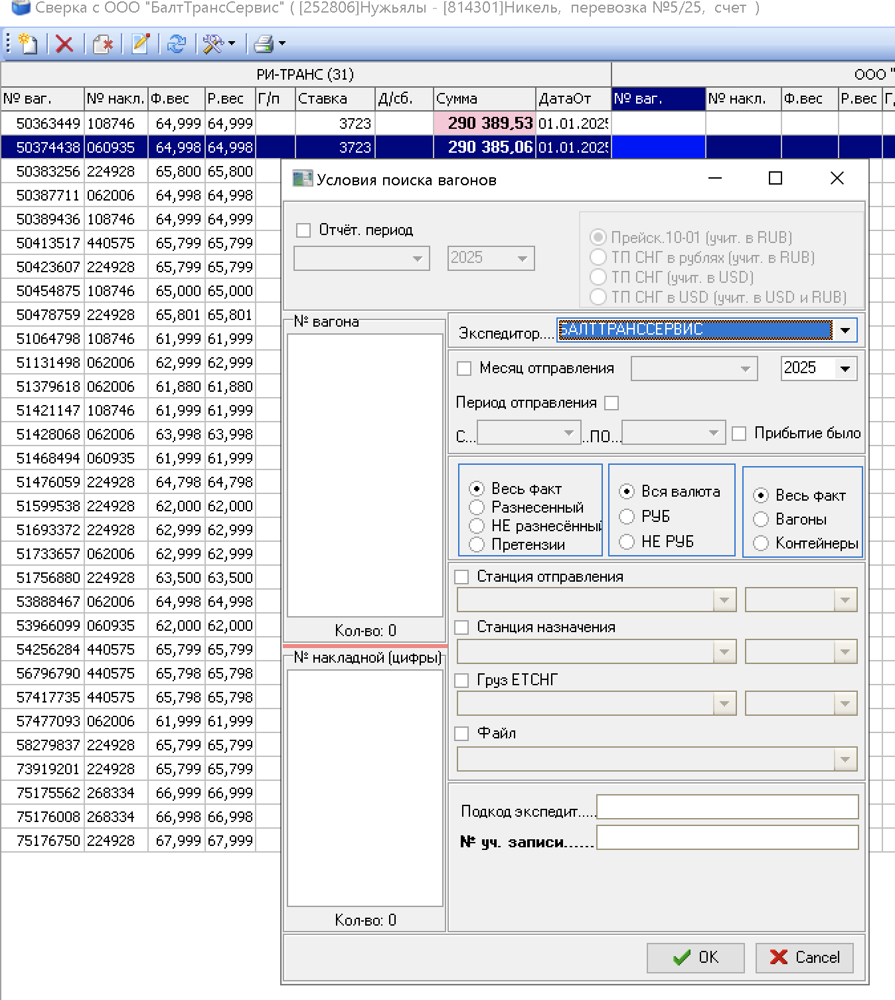 Сверка с ООО "БалтТрансСервис" ( [252806]Нужьялы - [814301]Никель, перевозка №5/25, счет )
РИ-ТРАНС (31) ООО "
№ ваг. № накл. Ф.вес Р.вес Г/п Ставка Д/сб. Сумма ДатаОт № ваг. № накл. Ф.вес Р.вес Г
50363449 108746 64,999 64,999 3723 290 389,53 01.01.2025
50374438 060935 64,998 64,998 3723 290 385,06 01.01.2025
50383256 224928 65,800 65,800
50387711 062006 64,998 64,998
50389436 108746 64,999 64,999
50413517 440575 65,799 65,799
50423607 224928 65,799 65,799
50454875 108746 65,000 65,000
50478759 224928 65,801 65,801
51064798 108746 61,999 61,999
51131498 062006 62,999 62,999
51379618 062006 61,880 61,880
51421147 108746 61,999 61,999
51428068 062006 63,998 63,998
51468494 060935 61,999 61,999
51476059 224928 64,798 64,798
51599538 224928 62,000 62,000
51693372 224928 62,999 62,999
51733657 062006 62,999 62,999
51756880 224928 63,500 63,500
53888467 062006 64,998 64,998
53966099 060935 62,000 62,000
54256284 440575 65,799 65,799
56796790 440575 65,798 65,798
57417735 440575 65,798 65,798
57477093 062006 61,999 61,999
58279837 224928 65,799 65,799
73919201 224928 65,799 65,799
75175562 268334 66,999 66,999
75176008 268334 66,998 66,998
75176750 224928 67,999 67,999
Условия поиска вагонов
Отчёт. период
2025
Прейск.10-01 (учит. в RUB)
ТП СНГ в рублях (учит. в RUB)
ТП СНГ (учит. в USD)
ТП СНГ в USD (учит. в USD и RUB)
№ вагона
Кол-во: 0
№ накладной (цифры)
Кол-во: 0
Экспедитор.... БАЛТТРАНССЕРВИС
Месяц отправления 2025
Период отправления
С... ..ПО... Прибытие было
Весь факт
Разнесенный
НЕ разнесённый
Претензии
Вся валюта
РУБ
НЕ РУБ
Весь факт
Вагоны
Контейнеры
Станция отправления
Станция назначения
Груз ЕТСНГ
Файл
Подкод экспедит.....
№ уч. записи......
OK Cancel